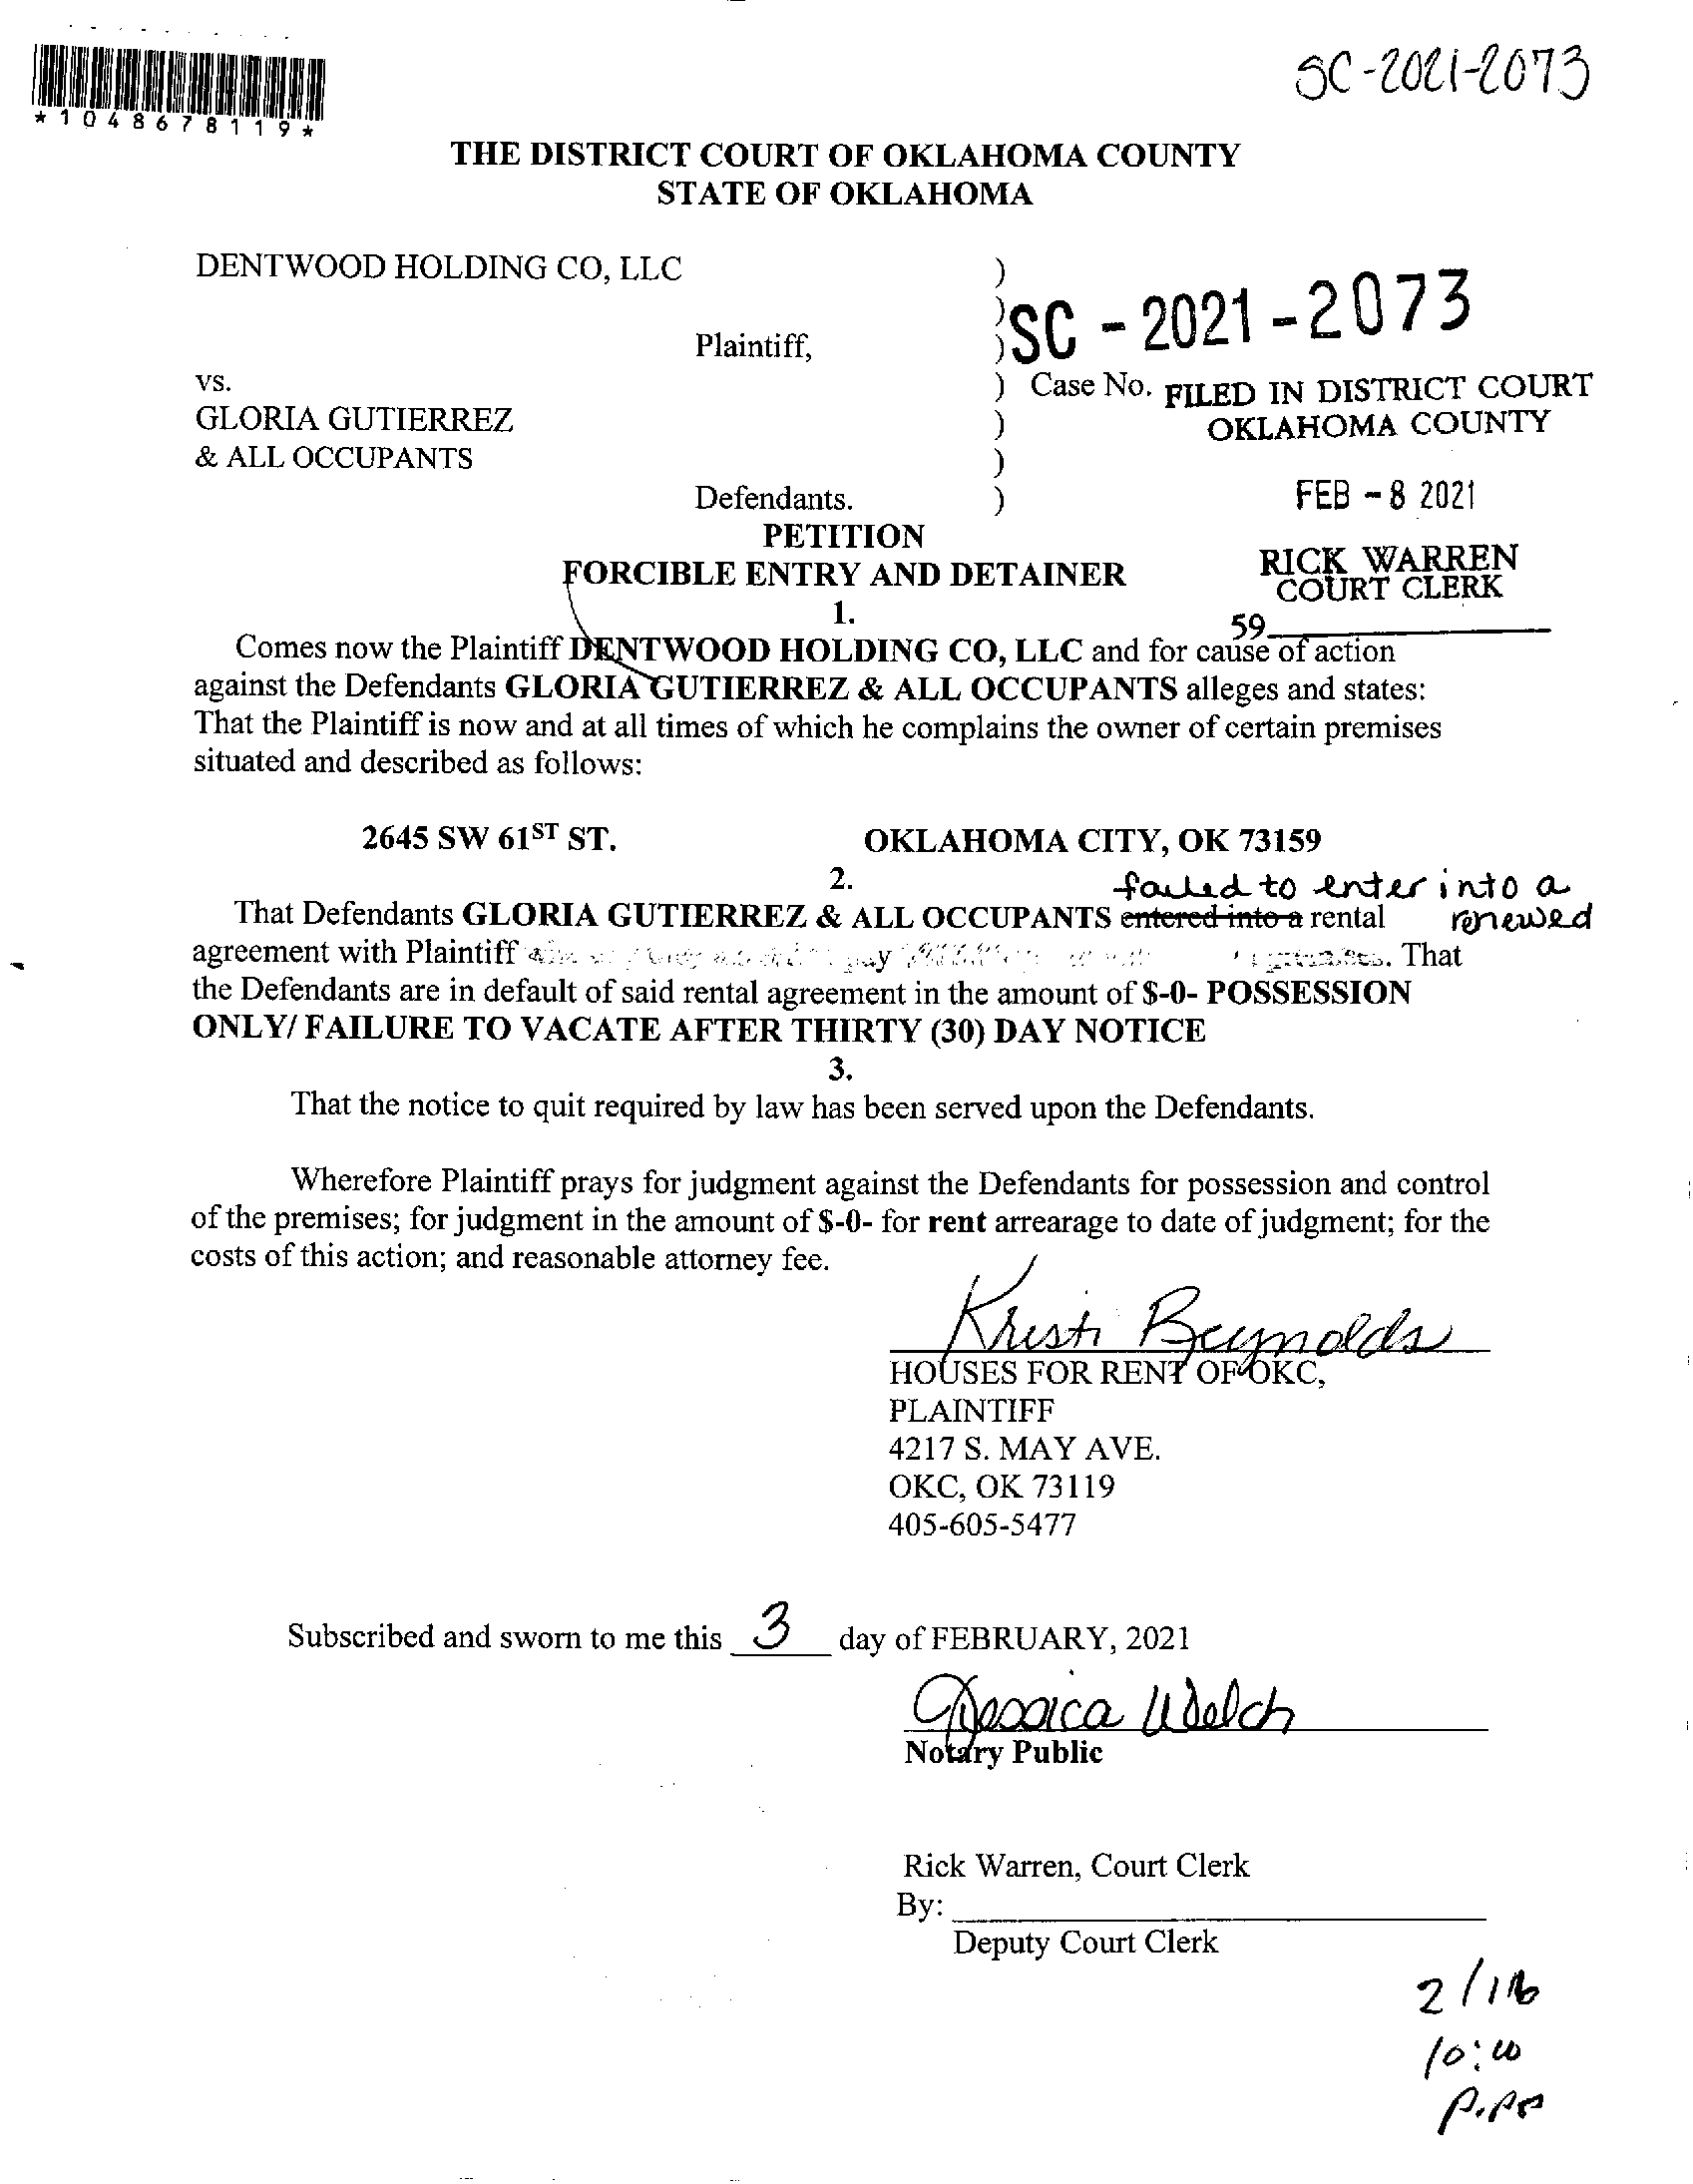 SC-2021-2073
*1048678119*
THE DISTRICT COURT OF OKLAHOMA COUNTY
STATE OF OKLAHOMA
DENTWOOD HOLDING CO, LLC )
)
SC - 2021 - 2073
Plaintiff, )
vs. ) Case No. FILED IN DISTRICT COURT
GLORIA GUTIERREZ ) OKLAHOMA COUNTY
& ALL OCCUPANTS )
Defendants. ) FEB - 8 2021
PETITION
FORCIBLE ENTRY AND DETAINER
RICK WARREN
COURT CLERK
1.
59
Comes now the Plaintiff DENTWOOD HOLDING CO, LLC and for cause of action
against the Defendants GLORIA GUTIERREZ & ALL OCCUPANTS alleges and states:
That the Plaintiff is now and at all times of which he complains the owner of certain premises
situated and described as follows:
2645 SW 61ST ST. OKLAHOMA CITY, OK 73159
2.
failed to enter into a
That Defendants GLORIA GUTIERREZ & ALL OCCUPANTS entered into a rental renewed
agreement with Plaintiff pay . That
the Defendants are in default of said rental agreement in the amount of $-0- POSSESSION
ONLY/ FAILURE TO VACATE AFTER THIRTY (30) DAY NOTICE
3.
That the notice to quit required by law has been served upon the Defendants.
Wherefore Plaintiff prays for judgment against the Defendants for possession and control
of the premises; for judgment in the amount of $-0- for rent arrearage to date of judgment; for the
costs of this action; and reasonable attorney fee.
Kristi Reynolds
HOUSES FOR RENT OF OKC,
PLAINTIFF
4217 S. MAY AVE.
OKC, OK 73119
405-605-5477
Subscribed and sworn to me this 3 day of FEBRUARY, 2021
Jessica Welch
Notary Public
Rick Warren, Court Clerk
By:
Deputy Court Clerk
2/16
10:00